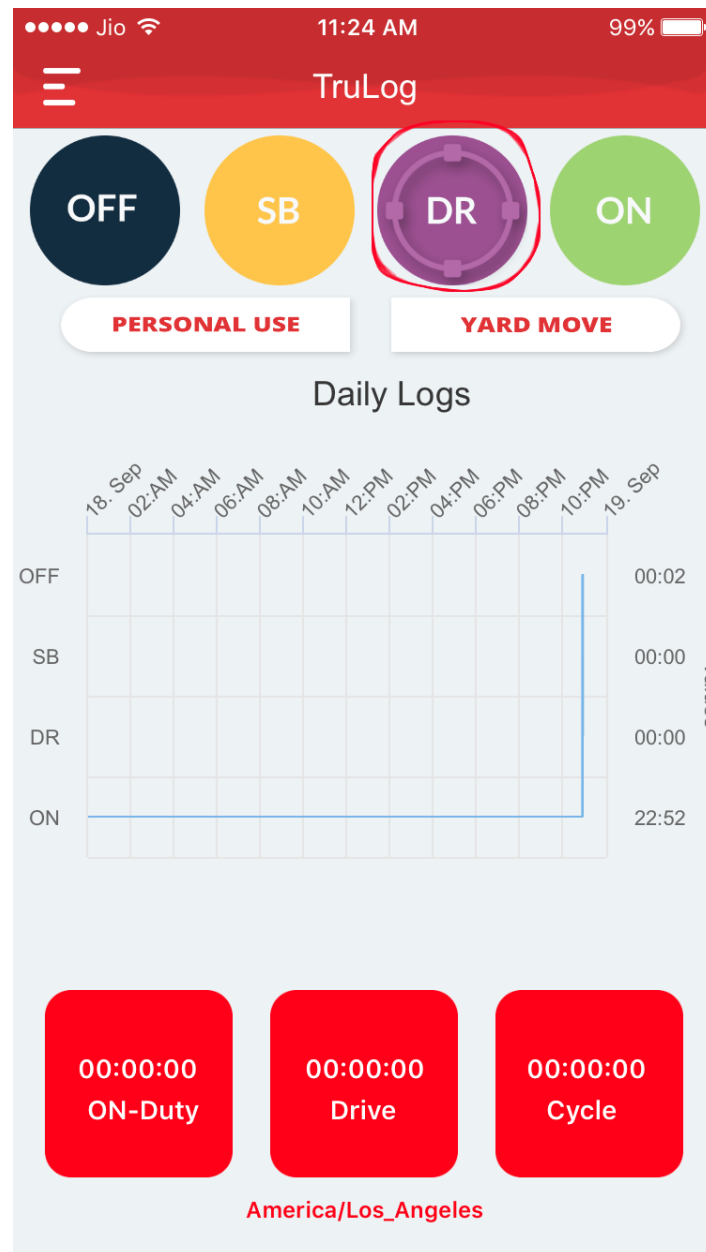 Jio 11:24 AM 99%
TruLog
OFF SB DR ON
PERSONAL USE YARD MOVE
Daily Logs
18. Sep 02:AM 04:AM 06:AM 08:AM 10:AM 12:PM 02:PM 04:PM 06:PM 08:PM 10:PM 19. Sep
OFF 00:02
SB 00:00
DR 00:00
ON 22:52
00:00:00 00:00:00 00:00:00
ON-Duty Drive Cycle
America/Los_Angeles